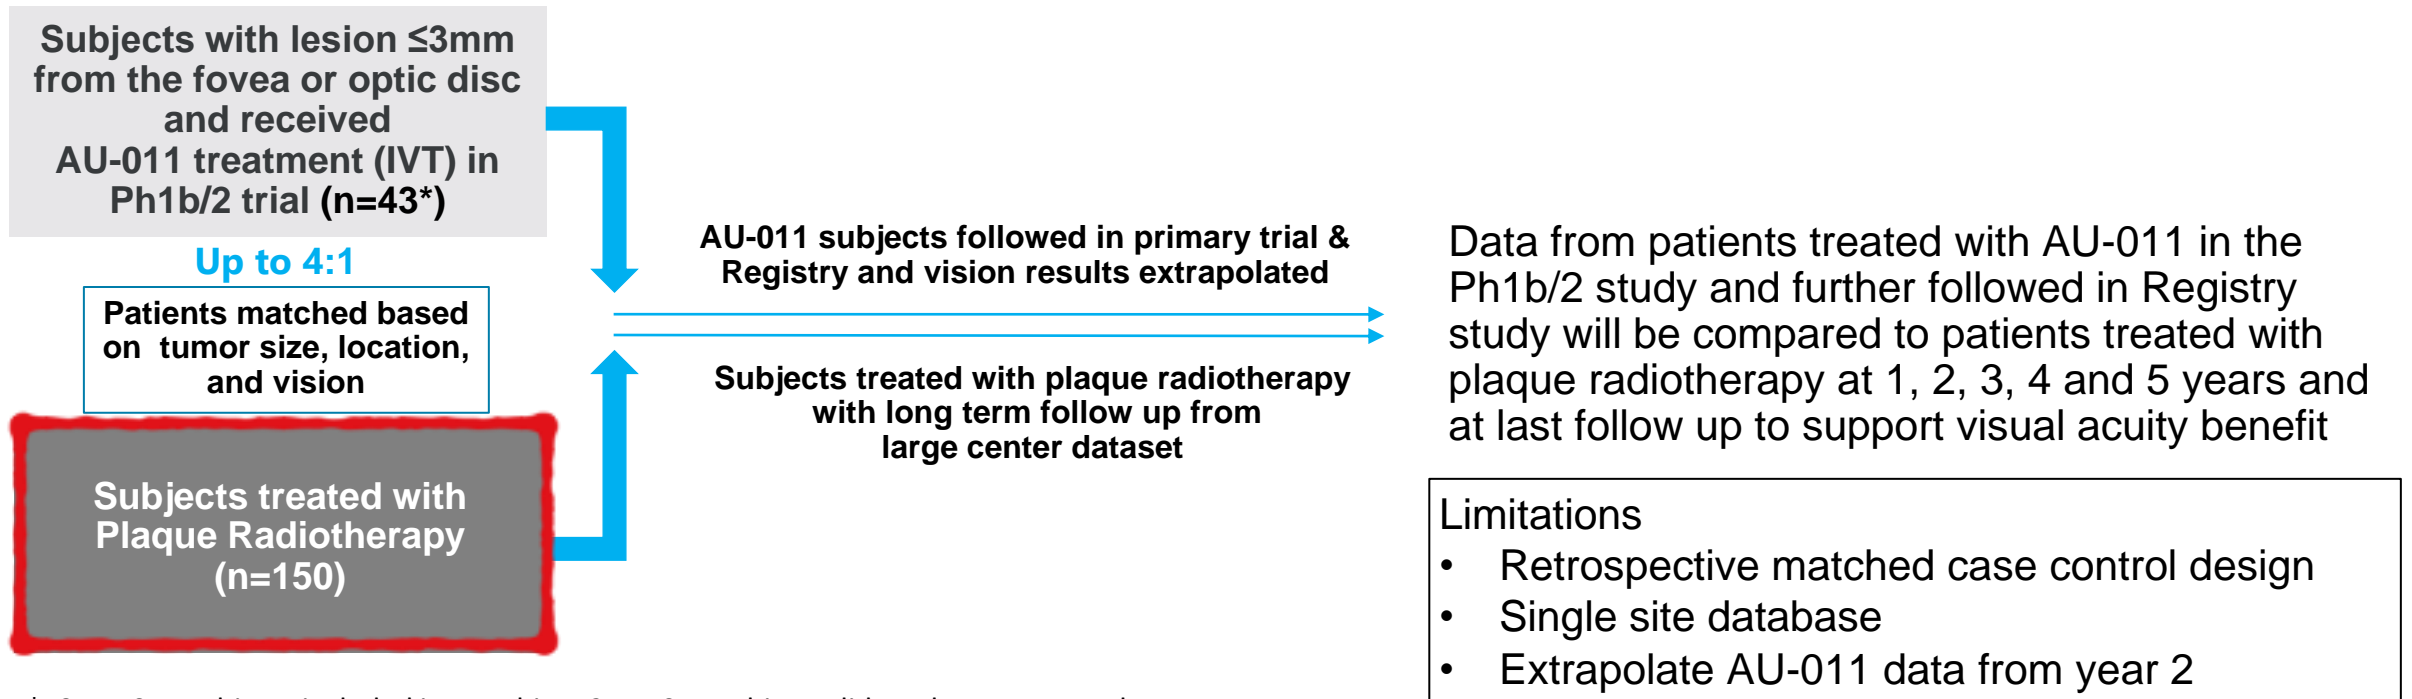 Subjects with lesion ≤3mm
from the fovea or optic disc
and received
AU-011 treatment (IVT) in
Ph1b/2 trial (n=43*)
Up to 4:1
Patients matched based
on tumor size, location,
and vision
Subjects treated with
Plaque Radiotherapy
(n=150)
AU-011 subjects followed in primary trial &
Registry and vision results extrapolated
Subjects treated with plaque radiotherapy
with long term follow up from
large center dataset
Data from patients treated with AU-011 in the
Ph1b/2 study and further followed in Registry
study will be compared to patients treated with
plaque radiotherapy at 1, 2, 3, 4 and 5 years and
at last follow up to support visual acuity benefit
Limitations
• Retrospective matched case control design
• Single site database
• Extrapolate AU-011 data from year 2